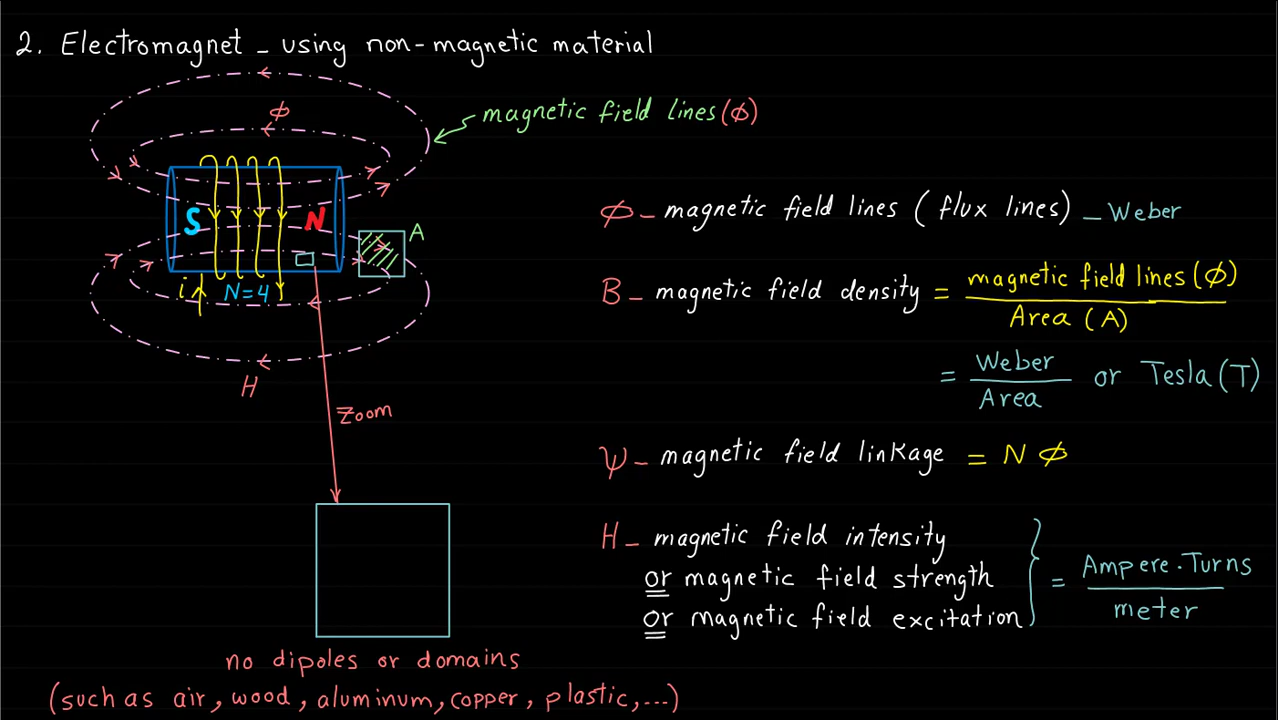 2. Electromagnet - using non-magnetic material
ϕ
magnetic field lines (ϕ)
S N
A
i N=4
H
Zoom
no dipoles or domains
(such as air, wood, aluminum, copper, plastic, ...)
ϕ - magnetic field lines (flux lines) - Weber
B - magnetic field density = magnetic field lines (ϕ)
Area (A)
= Weber or Tesla (T)
Area
ψ - magnetic field linkage = N ϕ
H - magnetic field intensity
or magnetic field strength
or magnetic field excitation
= Ampere.Turns
meter